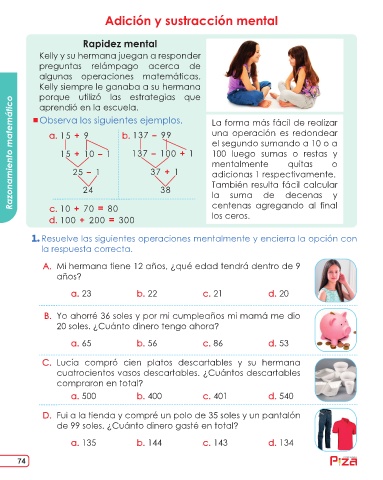 Adición y sustracción mental
Rapidez mental
Kelly y su hermana juegan a responder
preguntas relámpago acerca de
algunas operaciones matemáticas.
Kelly siempre le ganaba a su hermana
porque utilizó las estrategias que
aprendió en la escuela.
Observa los siguientes ejemplos.
a. 15 + 9
15 + 10 – 1
25 – 1
24
b. 137 – 99
137 – 100 + 1
37 + 1
38
c. 10 + 70 = 80
d. 100 + 200 = 300
La forma más fácil de realizar
una operación es redondear
el segundo sumando a 10 o a
100 luego sumas o restas y
mentalmente quitas o
adicionas 1 respectivamente.
También resulta fácil calcular
la suma de decenas y
centenas agregando al final
los ceros.
Razonamiento matemático
1. Resuelve las siguientes operaciones mentalmente y encierra la opción con
la respuesta correcta.
A. Mi hermana tiene 12 años, ¿qué edad tendrá dentro de 9
años?
a. 23 b. 22 c. 21 d. 20
B. Yo ahorré 36 soles y por mi cumpleaños mi mamá me dio
20 soles. ¿Cuánto dinero tengo ahora?
a. 65 b. 56 c. 86 d. 53
C. Lucía compró cien platos descartables y su hermana
cuatrocientos vasos descartables. ¿Cuántos descartables
compraron en total?
a. 500 b. 400 c. 401 d. 540
D. Fui a la tienda y compré un polo de 35 soles y un pantalón
de 99 soles. ¿Cuánto dinero gasté en total?
a. 135 b. 144 c. 143 d. 134
74